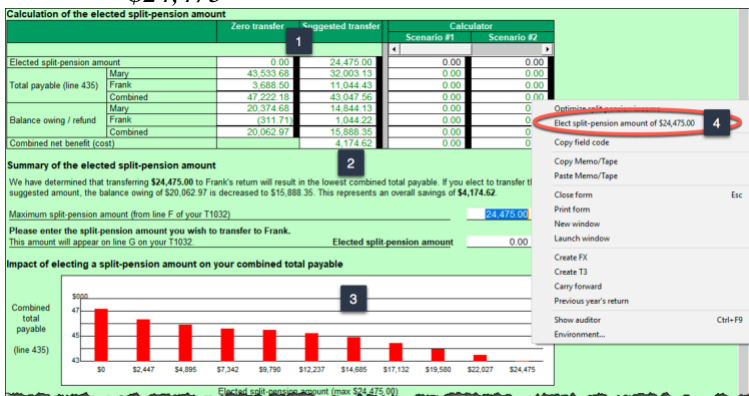 $24,475
Calculation of the elected split-pension amount
Zero transfer Suggested transfer Calculator
1 Scenario #1 Scenario #2
Elected split-pension amount 0.00 24,475.00 0.00 0.00
Total payable (line 435) Mary 43,533.68 32,003.13 0.00 0.00
Frank 3,688.50 11,044.43 0.00 0.00
Combined 47,222.18 43,047.56 0.00 0.00
Balance owing / refund Mary 20,374.68 14,844.13 0.00 0.00
Frank (311.71) 1,044.22 0.00 0.00
Combined 20,062.97 15,888.35 0.00 0.00
Combined net benefit (cost) 4,174.62 0.00 0.00
Summary of the elected split-pension amount 2
We have determined that transferring $24,475.00 to Frank's return will result in the lowest combined total payable. If you elect to transfer
suggested amount, the balance owing of $20,062.97 is decreased to $15,888.35. This represents an overall savings of $4,174.62.
Maximum split-pension amount (from line F of your T1032) 24,475.00
Please enter the split-pension amount you wish to transfer to Frank.
This amount will appear on line G on your T1032. Elected split-pension amount 0.00
Impact of electing a split-pension amount on your combined total payable
Combined
total
payable
(line 435)
$000
47
45
43
3
$0 $2,447 $4,895 $7,342 $9,790 $12,237 $14,685 $17,132 $19,580 $22,027 $24,475
Elected split-pension amount (max $24,475.00)
Optimize split-pension income
Elect split-pension amount of $24,475.00 4
Copy field code
Copy Memo/Tape
Paste Memo/Tape
Close form Esc
Print form
New window
Launch window
Create FX
Create T3
Carry forward
Previous year's return
Show auditor Ctrl+F9
Environment...